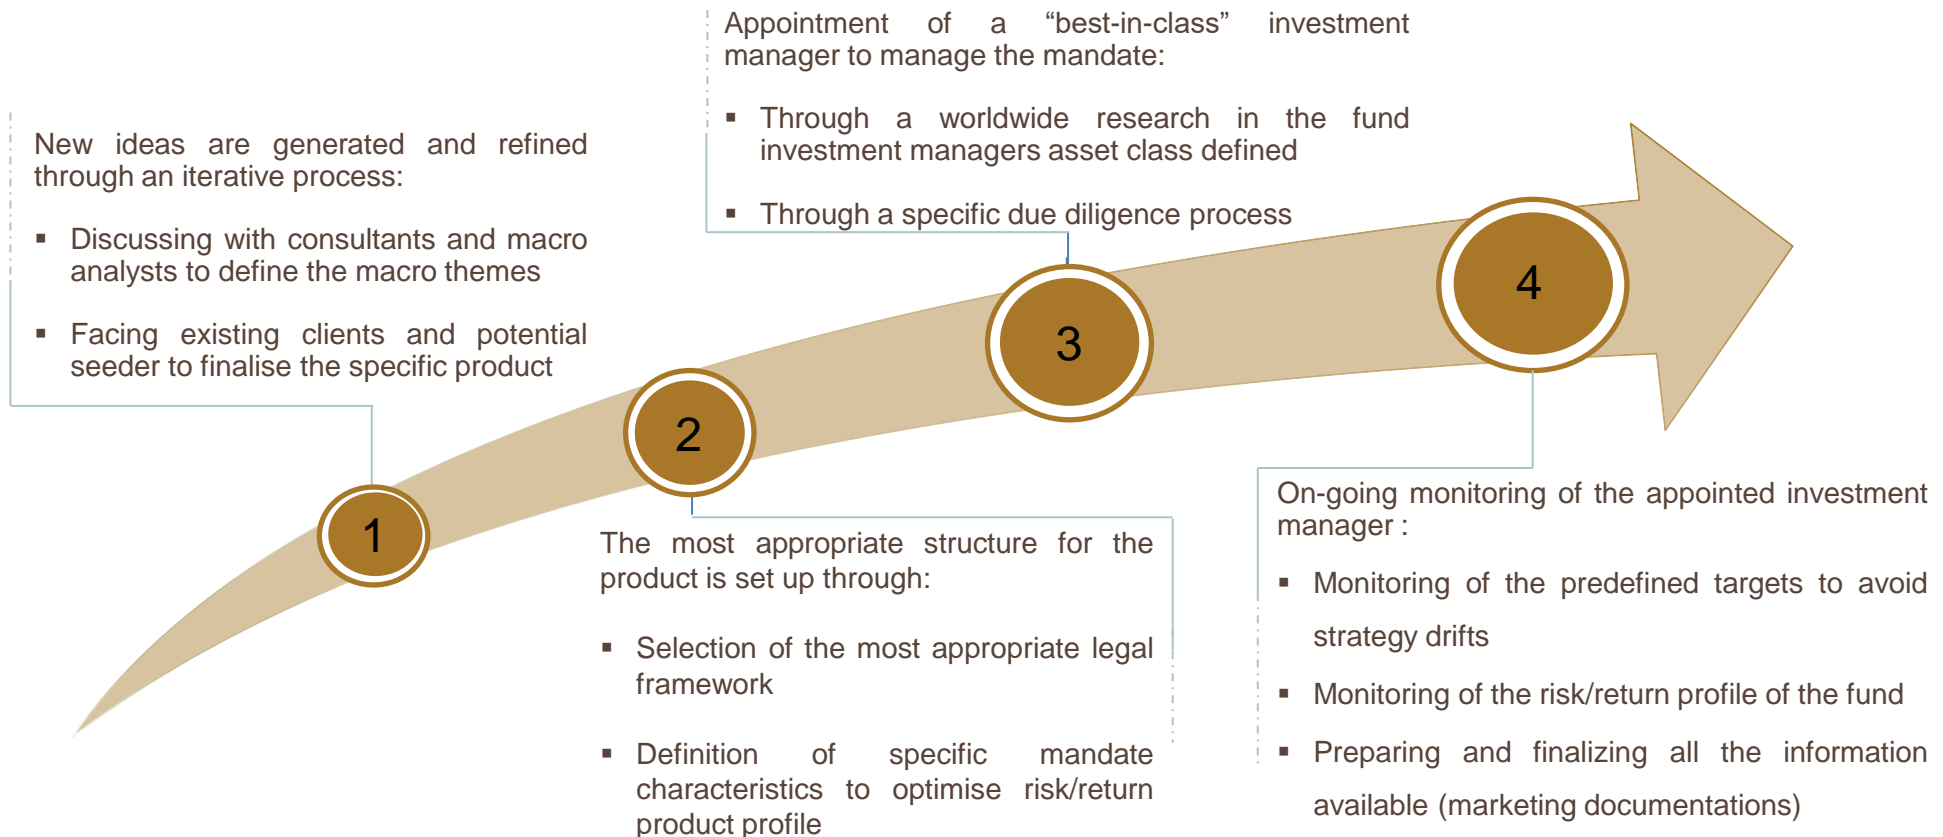 New ideas are generated and refined
through an iterative process:
▪ Discussing with consultants and macro
analysts to define the macro themes
▪ Facing existing clients and potential
seeder to finalise the specific product
1
2
The most appropriate structure for the
product is set up through:
▪ Selection of the most appropriate legal
framework
▪ Definition of specific mandate
characteristics to optimise risk/return
product profile
Appointment of a “best-in-class” investment
manager to manage the mandate:
▪ Through a worldwide research in the fund
investment managers asset class defined
▪ Through a specific due diligence process
3
4
On-going monitoring of the appointed investment
manager :
▪ Monitoring of the predefined targets to avoid
strategy drifts
▪ Monitoring of the risk/return profile of the fund
▪ Preparing and finalizing all the information
available (marketing documentations)